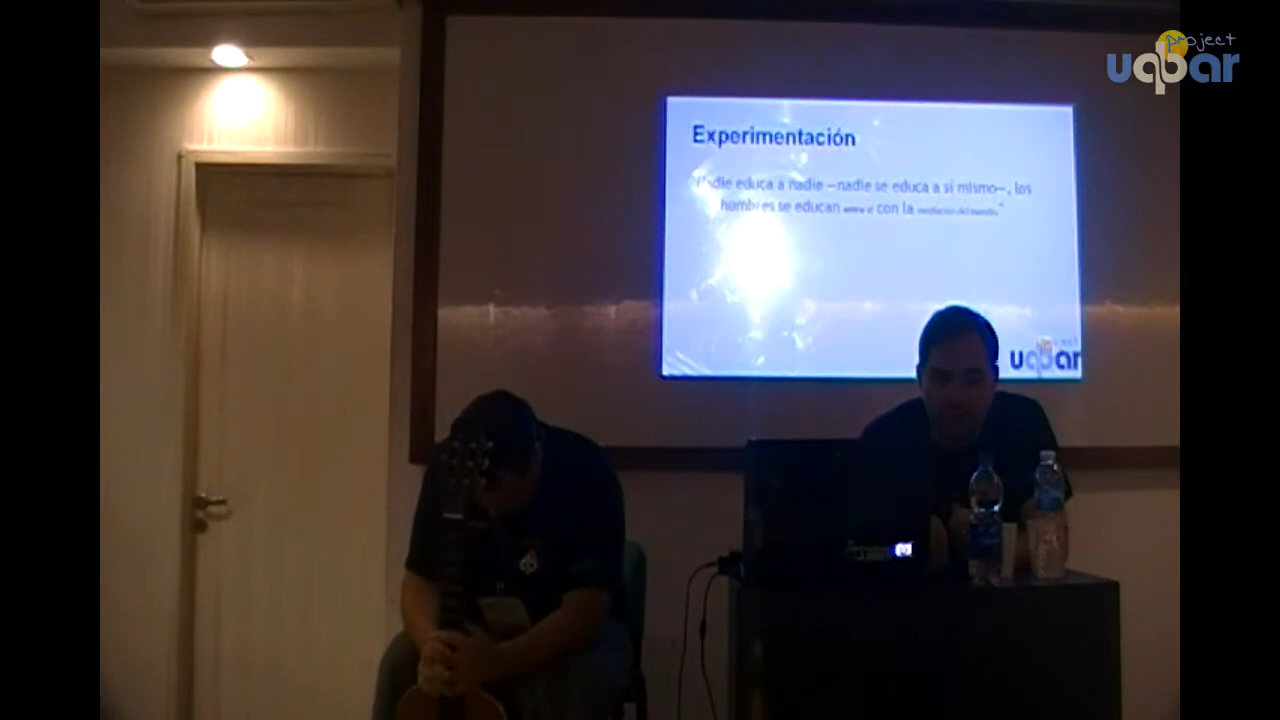 project
uqbar
Experimentación
"Nadie educa a nadie –nadie se educa a sí mismo–, los
hombres se educan entre sí con la mediación del mundo."
uqbar